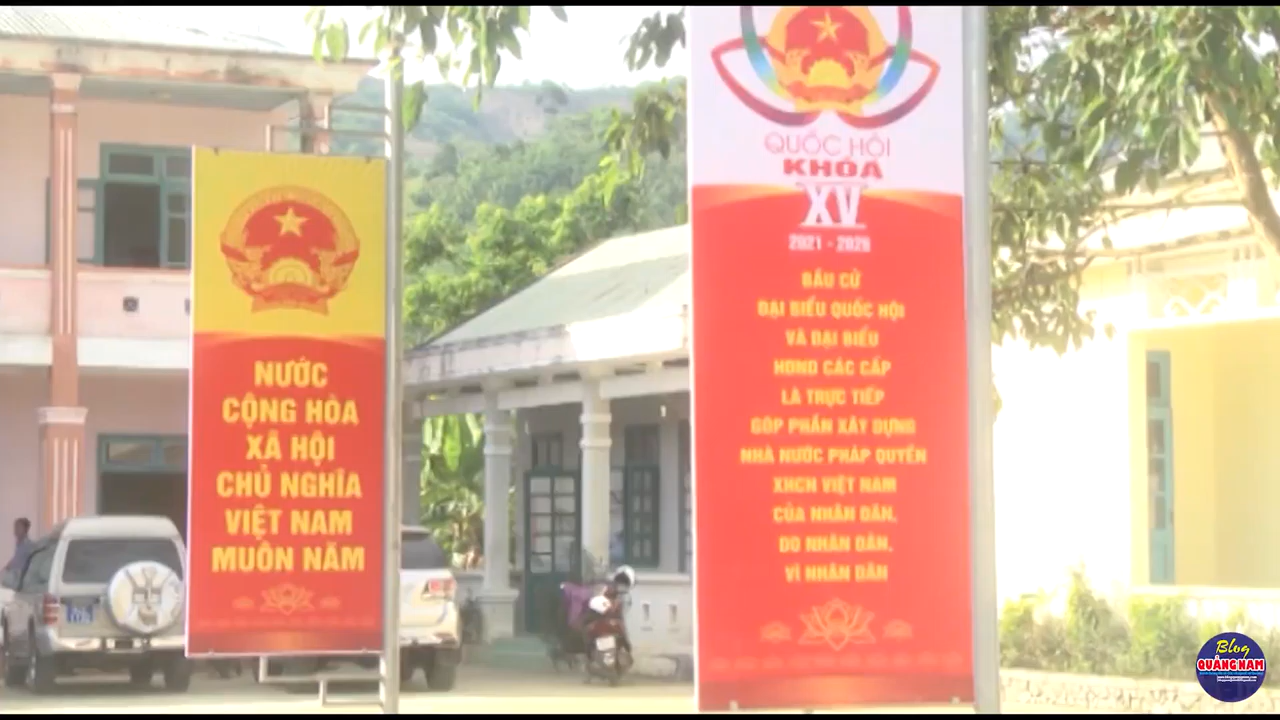 NƯỚC
CỘNG HÒA
XÃ HỘI
CHỦ NGHĨA
VIỆT NAM
MUÔN NĂM
QUỐC HỘI
KHÓA
XV
2021 - 2026
BẦU CỬ
ĐẠI BIỂU QUỐC HỘI
VÀ ĐẠI BIỂU
HĐND CÁC CẤP
LÀ TRỰC TIẾP
GÓP PHẦN XÂY DỰNG
NHÀ NƯỚC PHÁP QUYỀN
XHCN VIỆT NAM
CỦA NHÂN DÂN,
DO NHÂN DÂN,
VÌ NHÂN DÂN
Blog
QUẢNG NAM